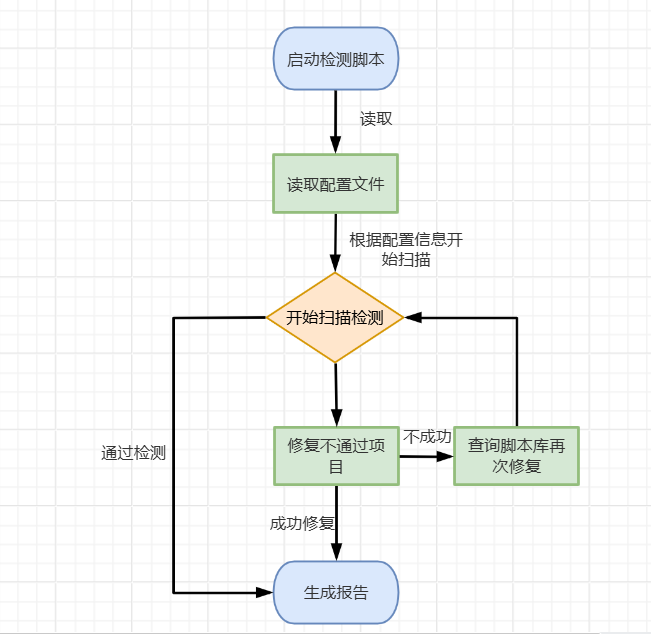 启动检测脚本
读取
读取配置文件
根据配置信息开
始扫描
开始扫描检测
通过检测
修复不通过项
目
不成功
查询脚本库再
次修复
成功修复
生成报告